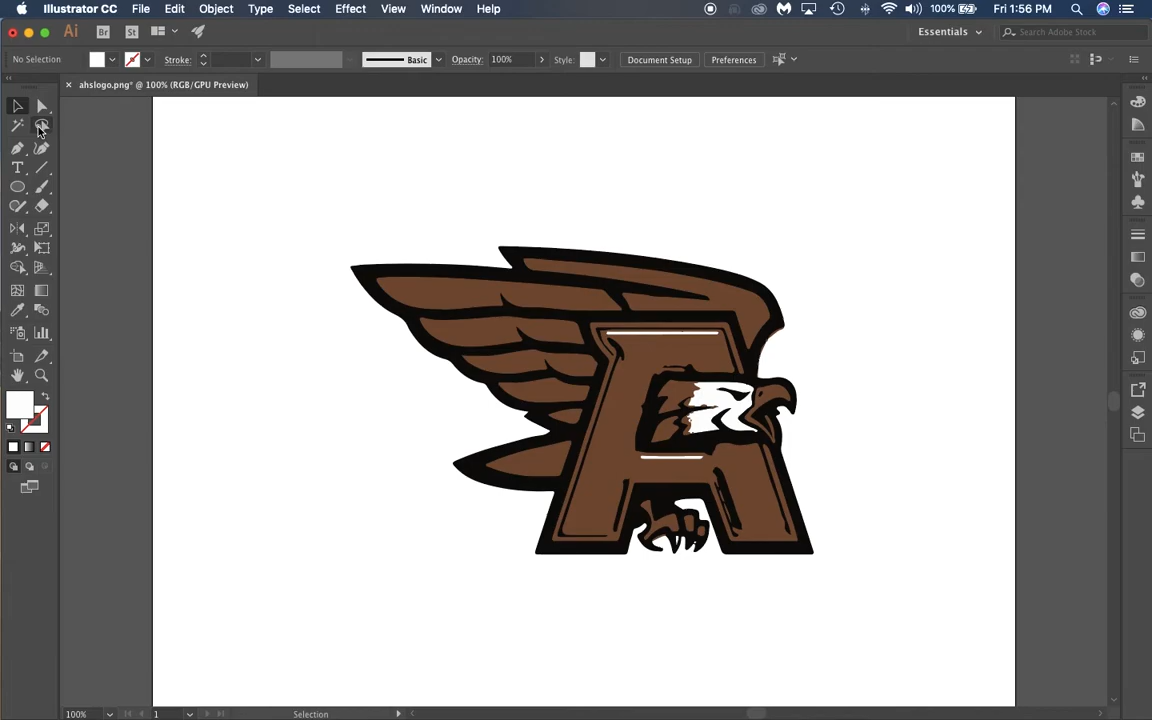 Illustrator CC File Edit Object Type Select Effect View Window Help 100% Fri 1:56 PM
Ai Br St Essentials Search Adobe Stock
No Selection Stroke: Basic Opacity: 100% Style: Document Setup Preferences
× ahslogo.png* @ 100% (RGB/GPU Preview)
T
A
100% 1 Selection